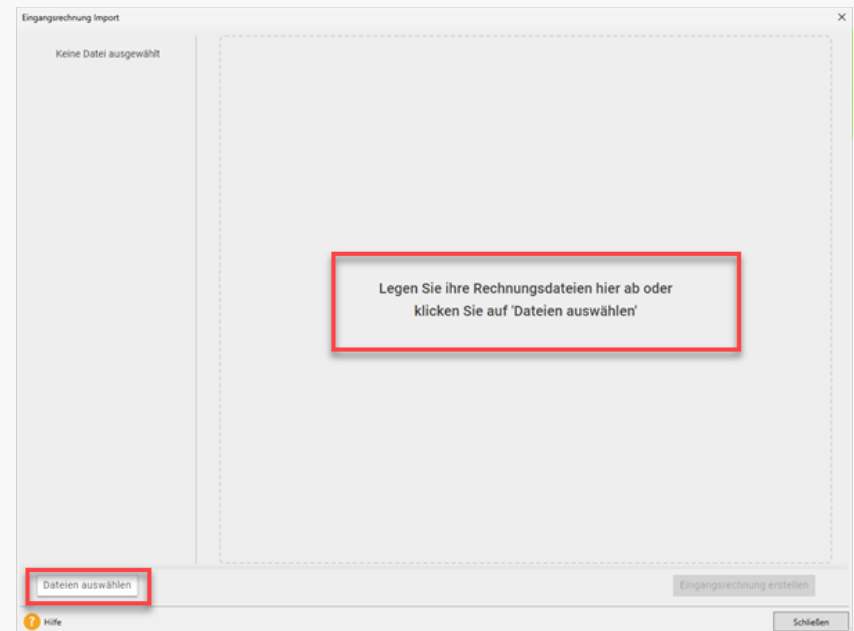 Eingangsrechnung Import
Keine Datei ausgewählt
Legen Sie ihre Rechnungsdateien hier ab oder
klicken Sie auf 'Dateien auswählen'
Dateien auswählen
Eingangsrechnung erstellen
? Hilfe
Schließen